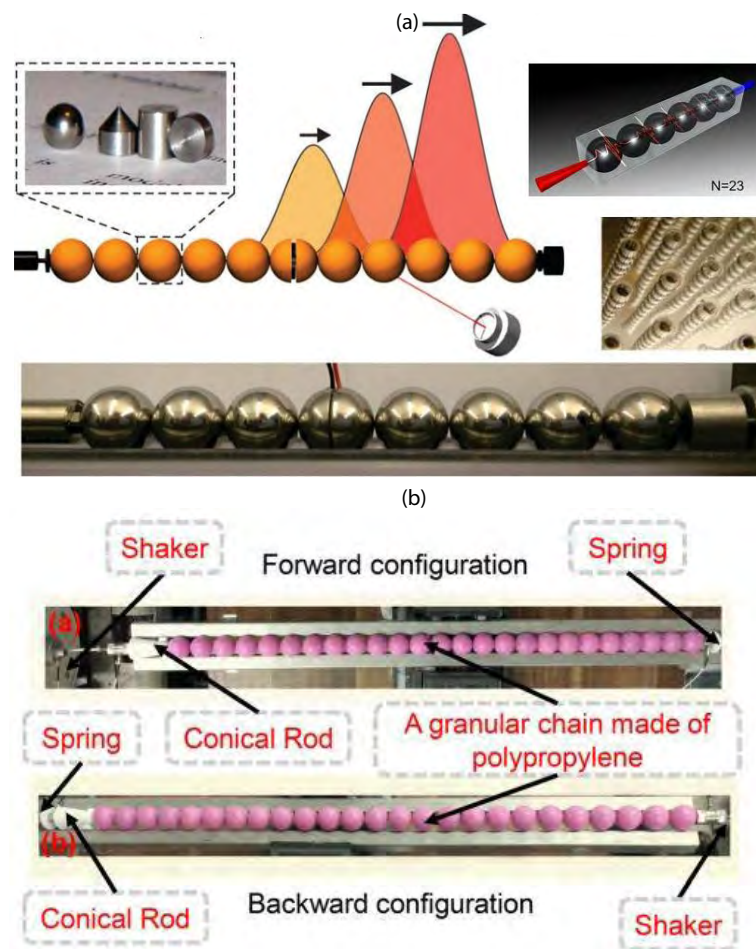 (a)
N=23
(b)
Shaker
Forward configuration
Spring
(a)
Spring
Conical Rod
A granular chain made of
polypropylene
(b)
Conical Rod
Backward configuration
Shaker